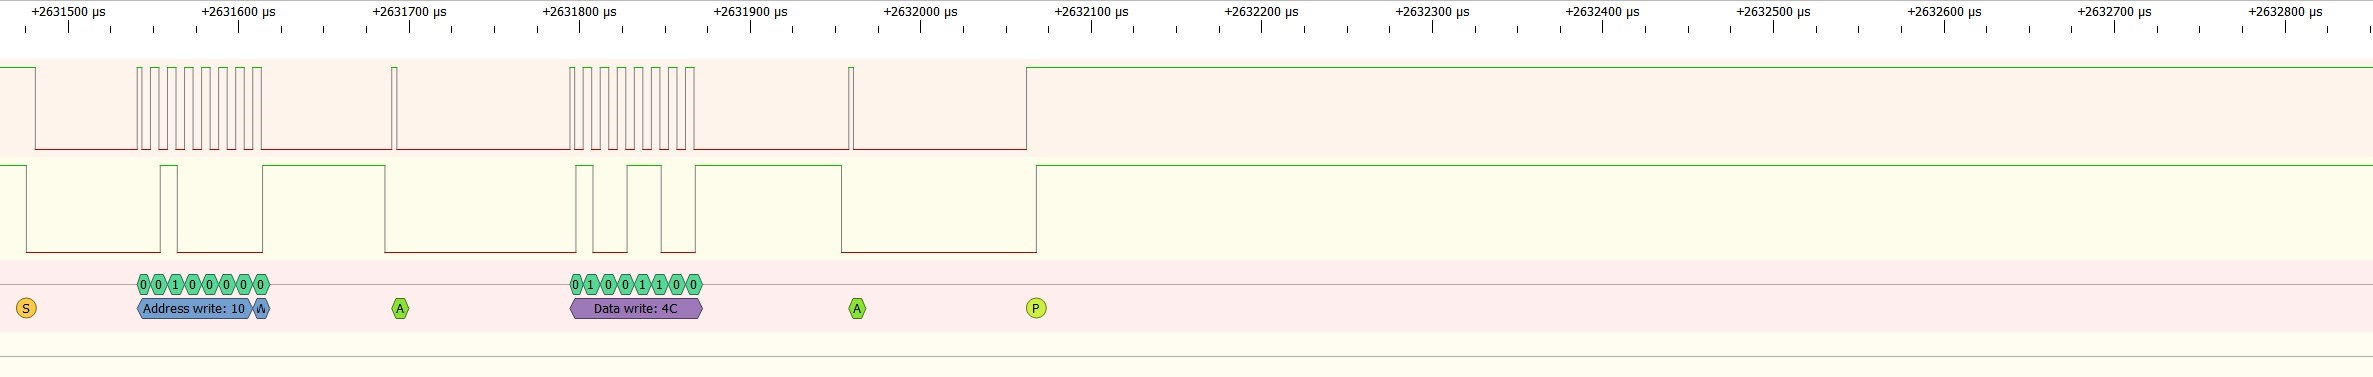 +2631500 µs +2631600 µs +2631700 µs +2631800 µs +2631900 µs +2632000 µs +2632100 µs +2632200 µs +2632300 µs +2632400 µs +2632500 µs +2632600 µs +2632700 µs +2632800 µs
0 0 1 0 0 0 0 0 0 1 0 0 1 1 0 0
S Address write: 10 W A Data write: 4C A P